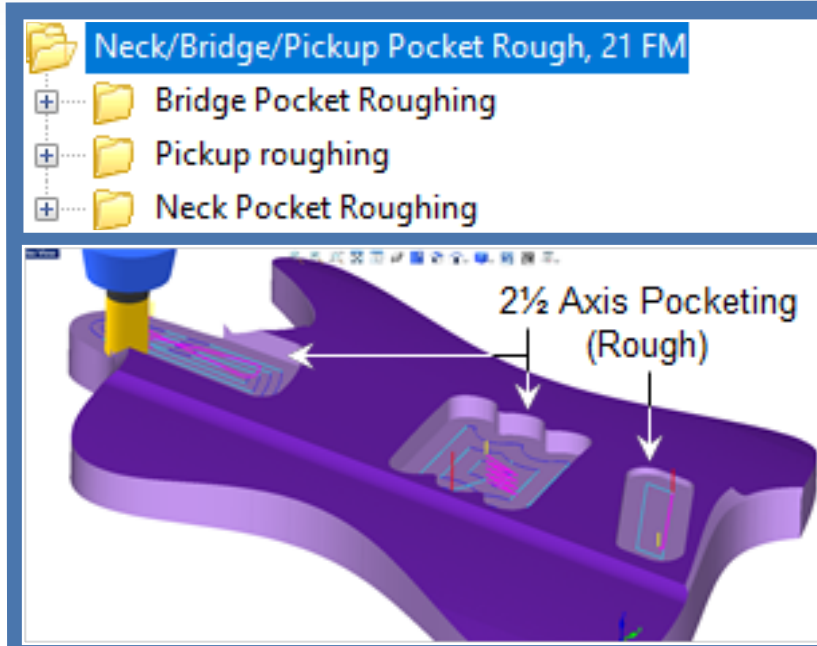 Neck/Bridge/Pickup Pocket Rough, 21 FM
Bridge Pocket Roughing
Pickup roughing
Neck Pocket Roughing
2½ Axis Pocketing
(Rough)